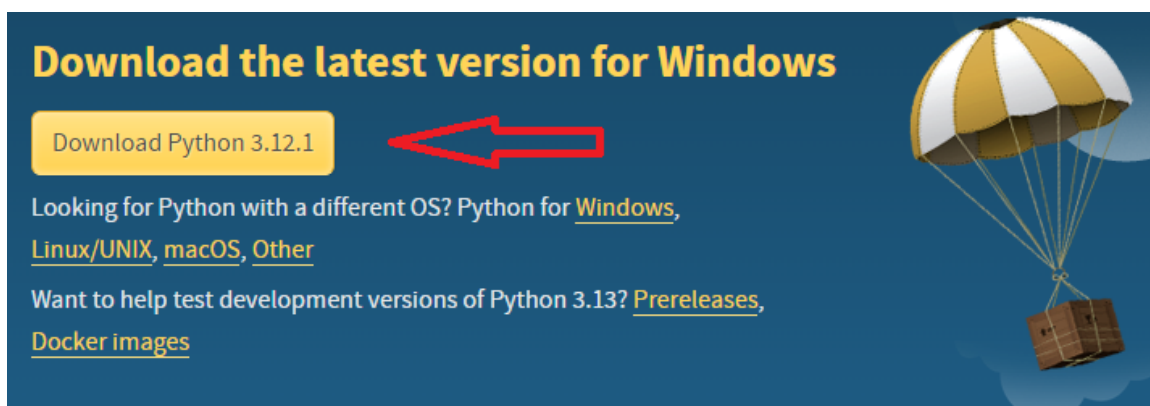 Download the latest version for Windows
Download Python 3.12.1
Looking for Python with a different OS? Python for Windows,
Linux/UNIX, macOS, Other
Want to help test development versions of Python 3.13? Prereleases,
Docker images